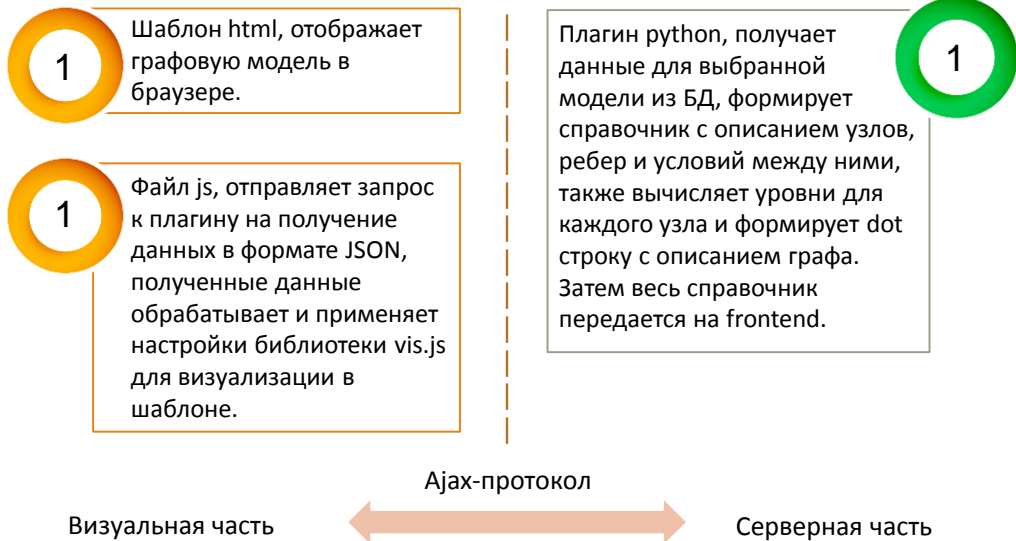 1
Шаблон html, отображает
графовую модель в
браузере.
1
Файл js, отправляет запрос
к плагину на получение
данных в формате JSON,
полученные данные
обрабатывает и применяет
настройки библиотеки vis.js
для визуализации в
шаблоне.
Плагин python, получает
данные для выбранной
модели из БД, формирует
справочник с описанием узлов,
ребер и условий между ними,
также вычисляет уровни для
каждого узла и формирует dot
строку с описанием графа.
Затем весь справочник
передается на frontend.
1
Ajax-протокол
Визуальная часть
Серверная часть